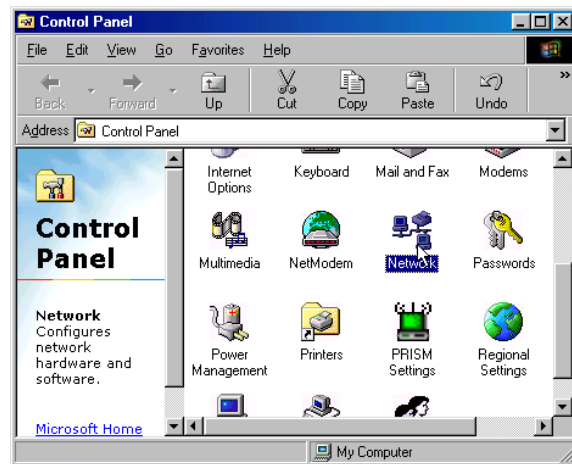 Control Panel
File Edit View Go Favorites Help
Back Forward Up Cut Copy Paste Undo »
Address Control Panel
Control
Panel
Network
Configures
network
hardware and
software.
Microsoft Home
Internet
Options
Keyboard
Mail and Fax
Modems
Multimedia
NetModem
Network
Passwords
Power
Management
Printers
PRISM
Settings
Regional
Settings
My Computer